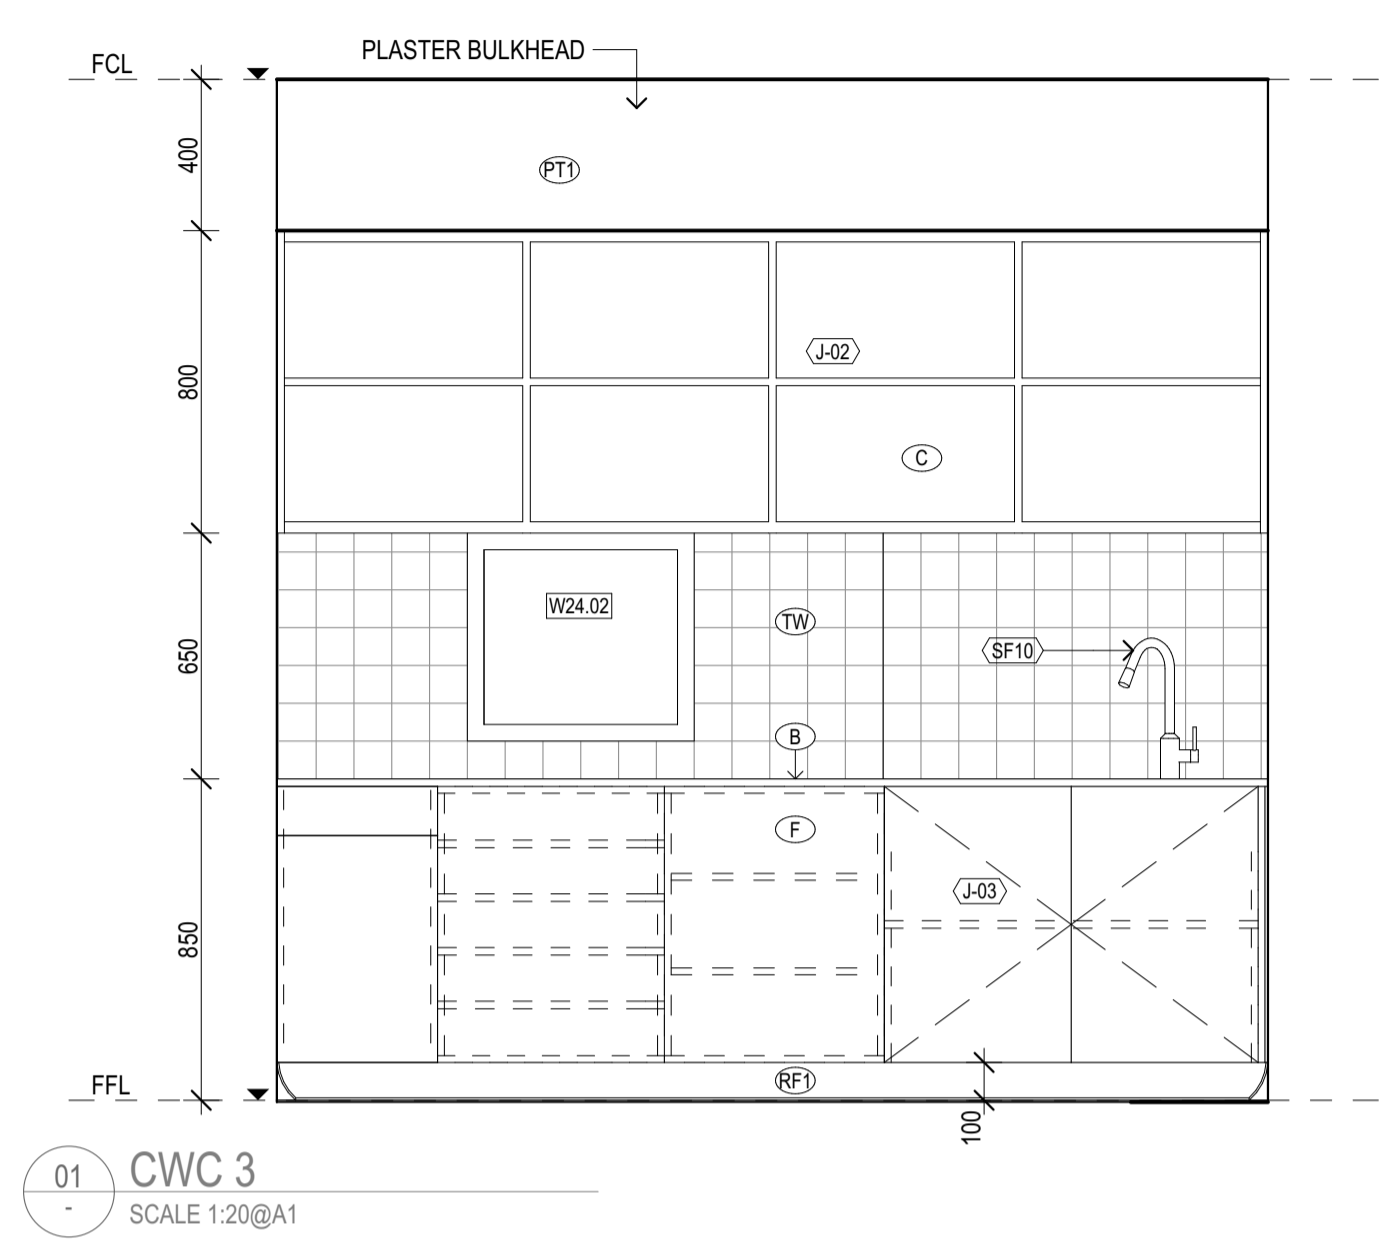 PLASTER BULKHEAD
FCL
400
PT1
800
J-02
C
W24.02
TW
SF10
650
B
F
J-03
850
FFL
RF1
100
01
-
CWC 3
SCALE 1:20@A1